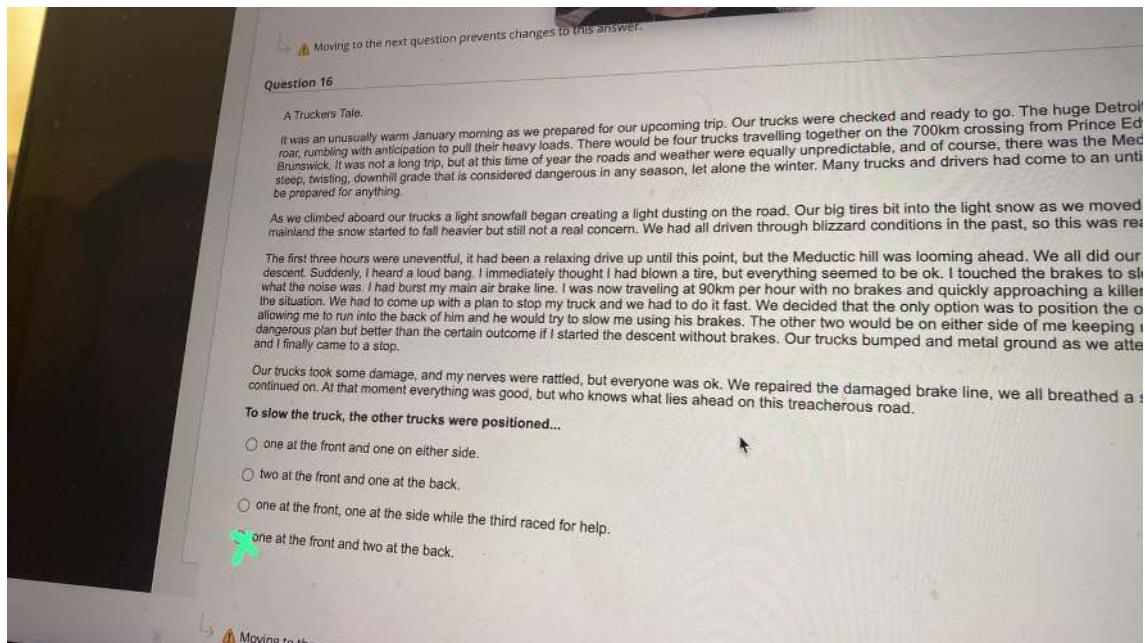 Moving to the next question prevents changes to this answer.
Question 16
A Truckers Tale.
It was an unusually warm January morning as we prepared for our upcoming trip. Our trucks were checked and ready to go. The huge Detroit
roar, rumbling with anticipation to pull their heavy loads. There would be four trucks travelling together on the 700km crossing from Prince Ed
Brunswick. It was not a long trip, but at this time of year the roads and weather were equally unpredictable, and of course, there was the Med
steep, twisting, downhill grade that is considered dangerous in any season, let alone the winter. Many trucks and drivers had come to an unti
be prepared for anything.
As we climbed aboard our trucks a light snowfall began creating a light dusting on the road. Our big tires bit into the light snow as we moved
mainland the snow started to fall heavier but still not a real concern. We had all driven through blizzard conditions in the past, so this was rea
The first three hours were uneventful, it had been a relaxing drive up until this point, but the Meductic hill was looming ahead. We all did our
descent. Suddenly, I heard a loud bang. I immediately thought I had blown a tire, but everything seemed to be ok. I touched the brakes to sl
what the noise was. I had burst my main air brake line. I was now traveling at 90km per hour with no brakes and quickly approaching a killer
the situation. We had to come up with a plan to stop my truck and we had to do it fast. We decided that the only option was to position the o
allowing me to run into the back of him and he would try to slow me using his brakes. The other two would be on either side of me keeping
dangerous plan but better than the certain outcome if I started the descent without brakes. Our trucks bumped and metal ground as we atte
and I finally came to a stop.
Our trucks took some damage, and my nerves were rattled, but everyone was ok. We repaired the damaged brake line, we all breathed a s
continued on. At that moment everything was good, but who knows what lies ahead on this treacherous road.
To slow the truck, the other trucks were positioned...
one at the front and one on either side.
two at the front and one at the back.
one at the front, one at the side while the third raced for help.
one at the front and two at the back.
Moving to